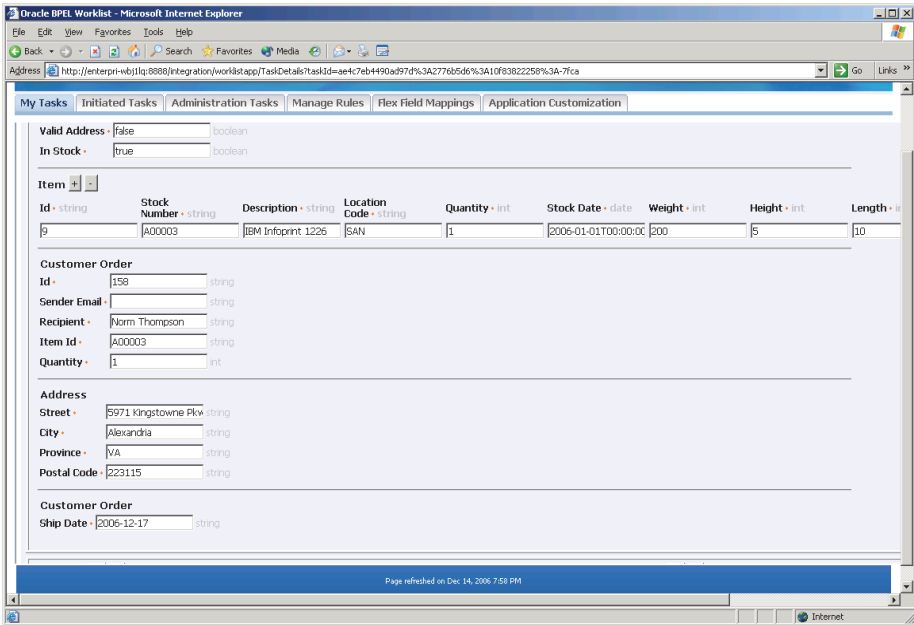 Oracle BPEL Worklist - Microsoft Internet Explorer
File Edit View Favorites Tools Help
Back Search Favorites Media
Address http://enterpri-wbj1lq:8888/integration/worklistapp/TaskDetails?taskId=ae4c7eb4490ad97d%3A2776b5d6%3A10f83822258%3A-7fca Go Links »
My Tasks Initiated Tasks Administration Tasks Manage Rules Flex Field Mappings Application Customization
Valid Address • false boolean
In Stock • true boolean
Item + -
Id • string Stock Number • string Description • string Location Code • string Quantity • int Stock Date • date Weight • int Height • int Length •
9 A00003 IBM Infoprint 1226 SAN 1 2006-01-01T00:00:00 200 5 10
Customer Order
Id • 158 string
Sender Email • string
Recipient • Norm Thompson string
Item Id • A00003 string
Quantity • 1 int
Address
Street • 5971 Kingstowne Pkw string
City • Alexandria string
Province • VA string
Postal Code • 223115 string
Customer Order
Ship Date • 2006-12-17 string
Page refreshed on Dec 14, 2006 7:58 PM
Internet